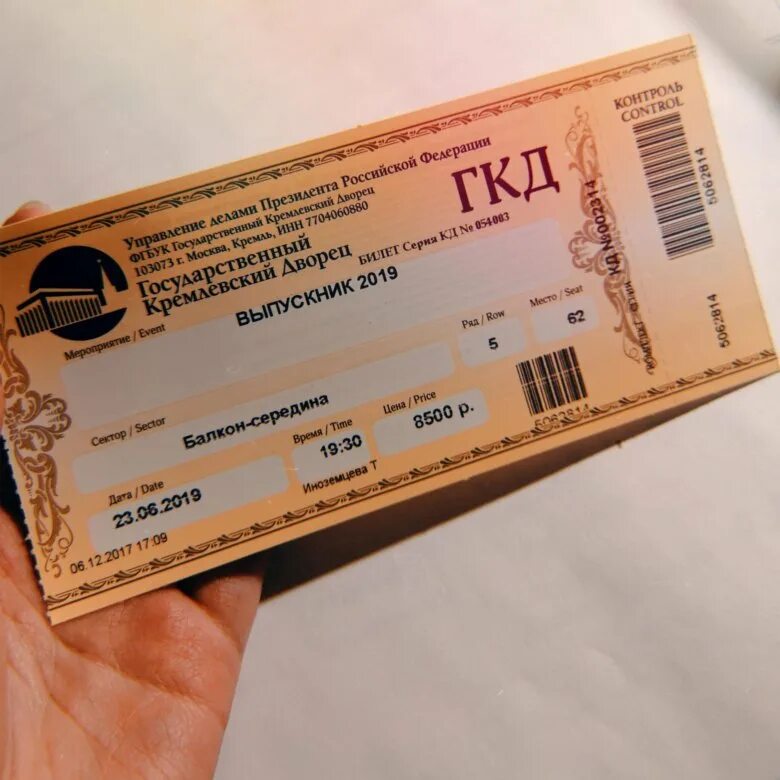 Управление делами Президента Российской Федерации
ФГБУК Государственный Кремлевский Дворец
103073 г. Москва, Кремль, ИНН 7704060880
Государственный
Кремлевский Дворец
БИЛЕТ Серия КД № 054003
ГКД
Мероприятие / Event
ВЫПУСКНИК 2019
Ряд / Row
5
Место / Seat
62
Сектор / Sector
Балкон-середина
Время / Time
19:30
Цена / Price
8500 р.
Дата / Date
23.06.2019
Иноземцева Т
06.12.2017 17:09
5062814
КД №002314
КОНТРОЛЬ
CONTROL
5062814
5062814